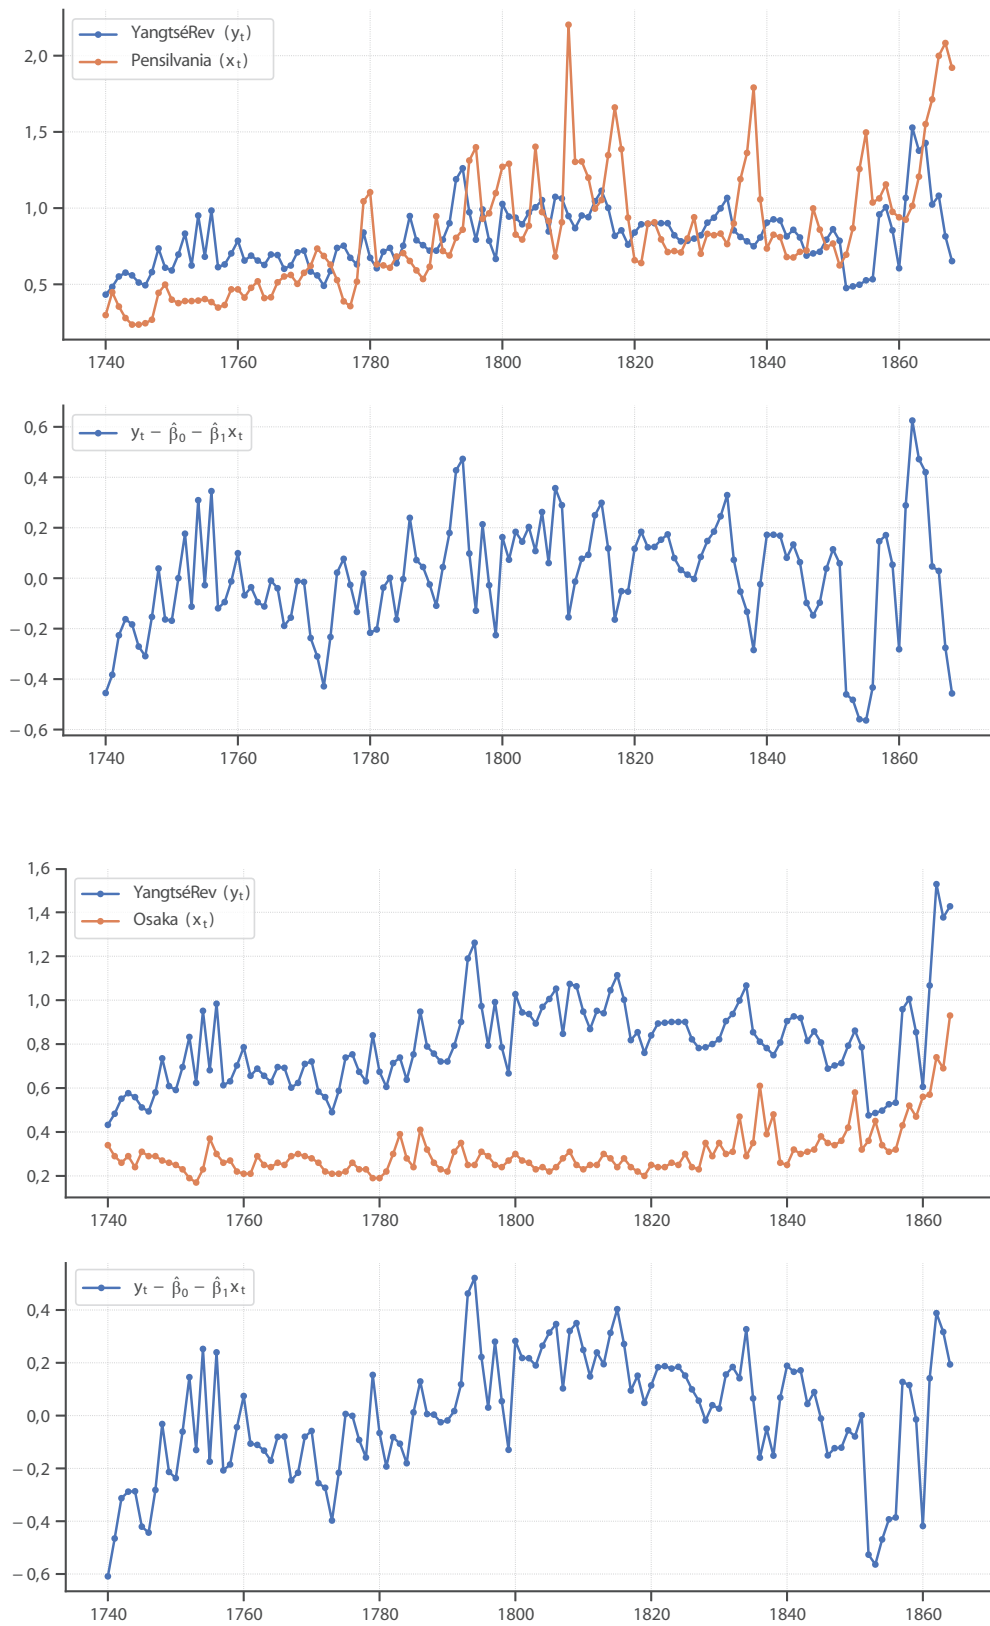 YangtséRev (yₜ)
Pensilvania (xₜ)
2,0
1,5
1,0
0,5
1740 1760 1780 1800 1820 1840 1860
yₜ − β̂₀ − β̂₁xₜ
0,6
0,4
0,2
0,0
−0,2
−0,4
−0,6
1740 1760 1780 1800 1820 1840 1860
1,6
YangtséRev (yₜ)
Osaka (xₜ)
1,4
1,2
1,0
0,8
0,6
0,4
0,2
1740 1760 1780 1800 1820 1840 1860
yₜ − β̂₀ − β̂₁xₜ
0,4
0,2
0,0
−0,2
−0,4
−0,6
1740 1760 1780 1800 1820 1840 1860